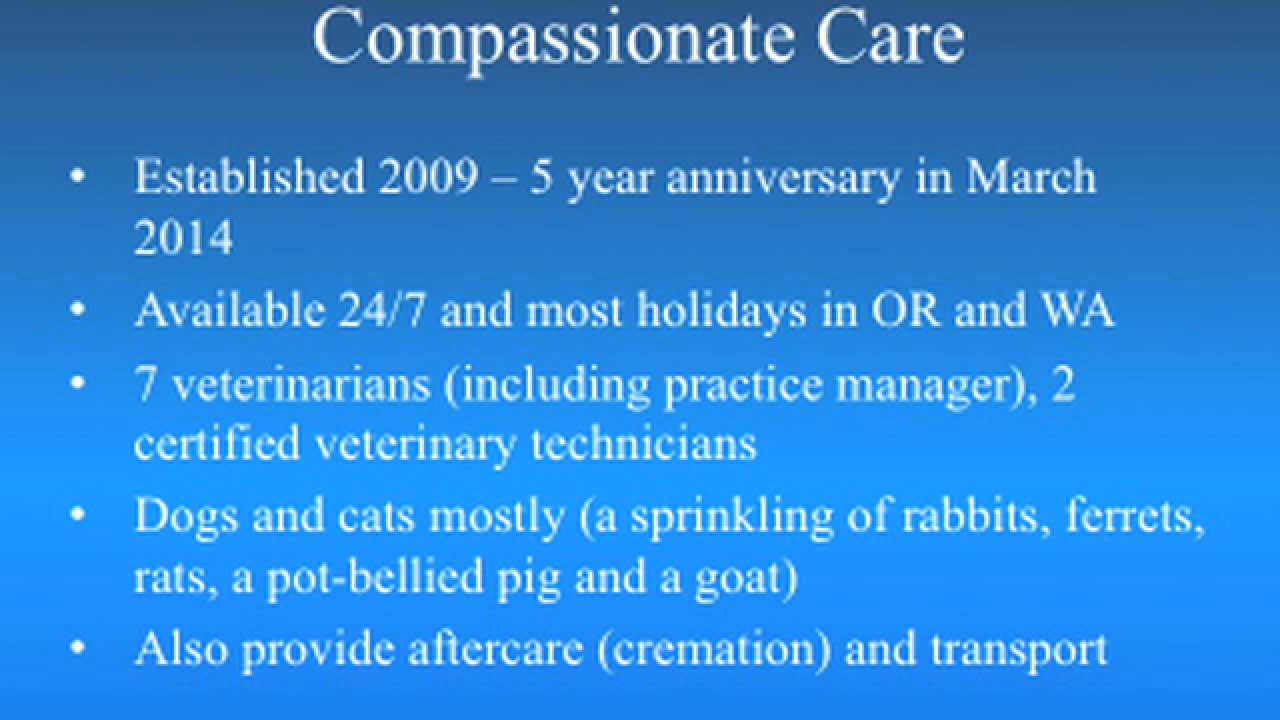 Compassionate Care
• Established 2009 – 5 year anniversary in March
2014
• Available 24/7 and most holidays in OR and WA
• 7 veterinarians (including practice manager), 2
certified veterinary technicians
• Dogs and cats mostly (a sprinkling of rabbits, ferrets,
rats, a pot-bellied pig and a goat)
• Also provide aftercare (cremation) and transport